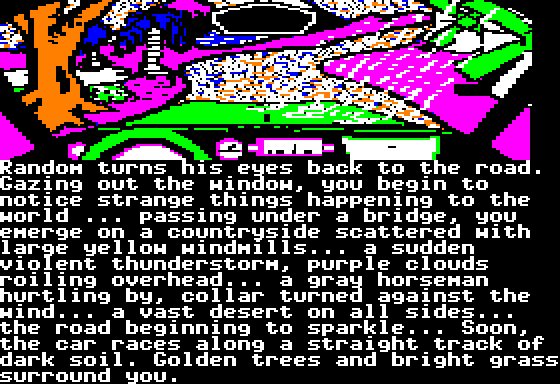 Random turns his eyes back to the road.
Gazing out the window, you begin to
notice strange things happening to the
world ... passing under a bridge, you
emerge on a countryside scattered with
large yellow windmills... a sudden
violent thunderstorm, purple clouds
roiling overhead... a gray horseman
hurtling by, collar turned against the
wind... a vast desert on all sides...
the road beginning to sparkle... Soon,
the car races along a straight track of
dark soil. Golden trees and bright grass
surround you.